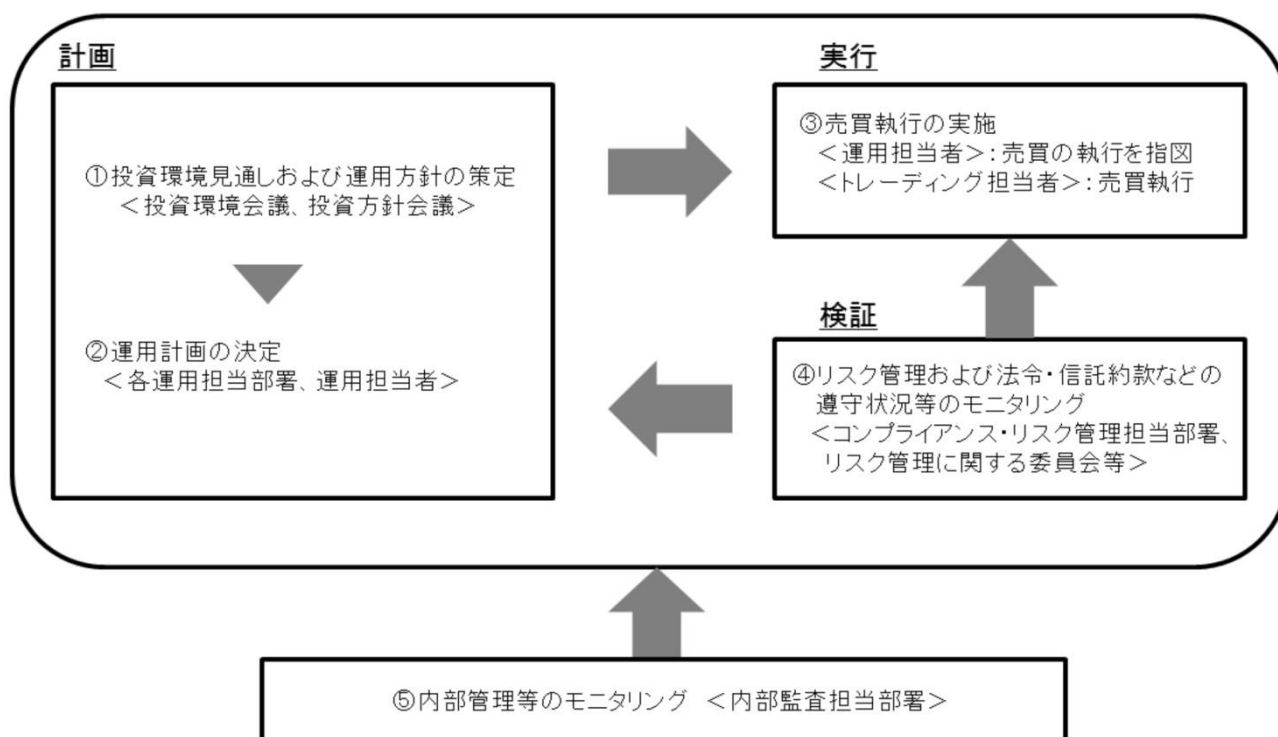 計画
①投資環境見通しおよび運用方針の策定
＜投資環境会議、投資方針会議＞
②運用計画の決定
＜各運用担当部署、運用担当者＞
実行
③売買執行の実施
＜運用担当者＞：売買の執行を指図
＜トレーディング担当者＞：売買執行
検証
④リスク管理および法令・信託約款などの
遵守状況等のモニタリング
＜コンプライアンス・リスク管理担当部署、
リスク管理に関する委員会等＞
⑤内部管理等のモニタリング ＜内部監査担当部署＞